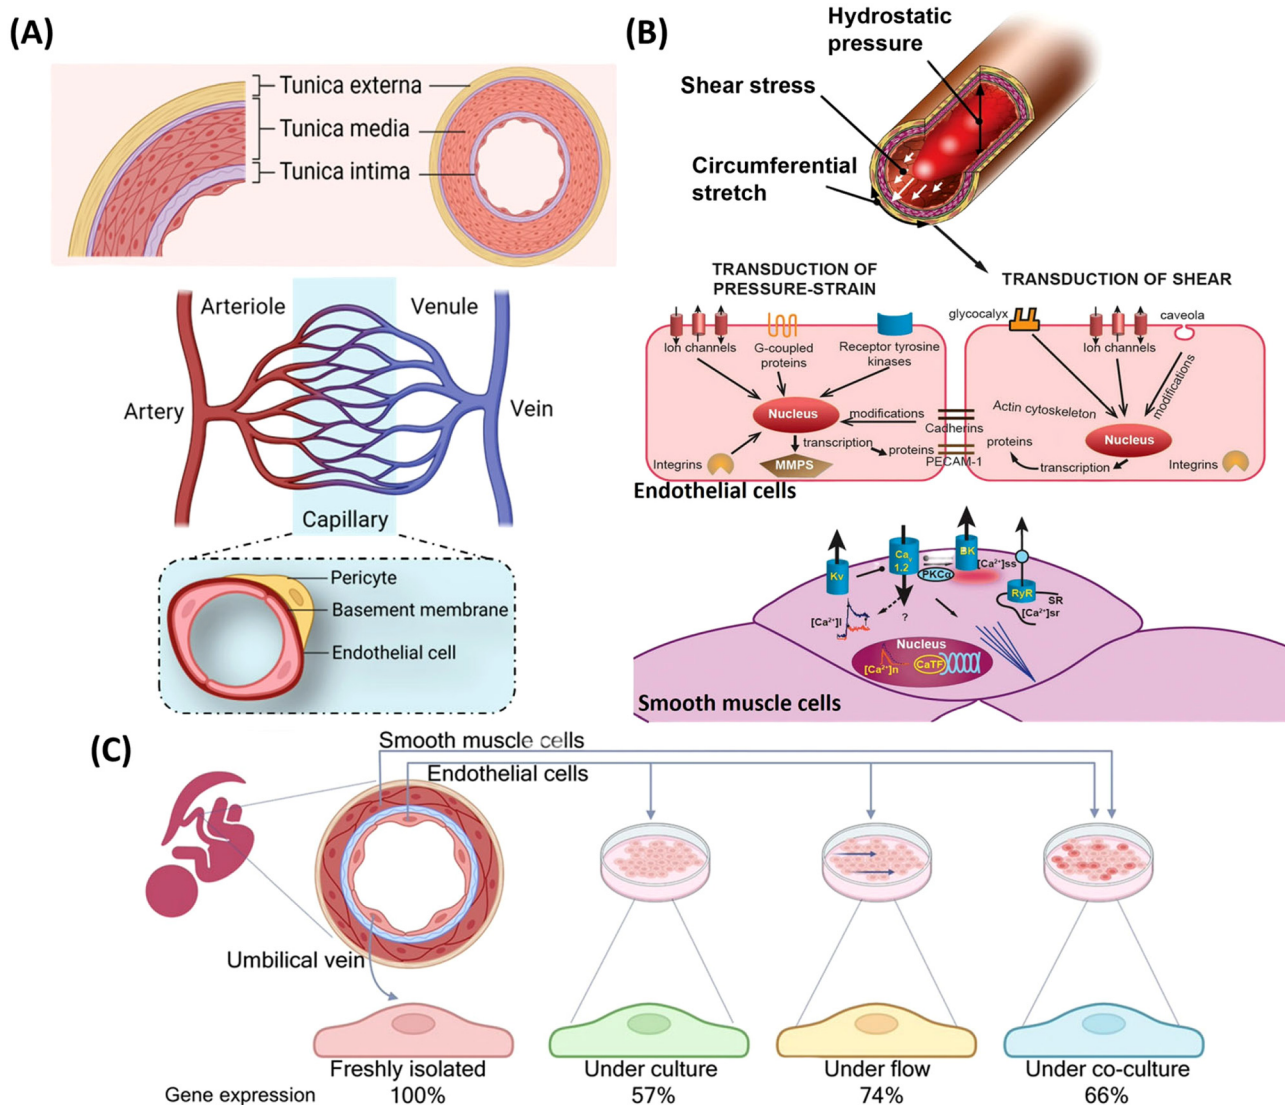 (A)
Tunica externa
Tunica media
Tunica intima
Arteriole
Venule
Artery
Vein
Capillary
Pericyte
Basement membrane
Endothelial cell
(B)
Hydrostatic
pressure
Shear stress
Circumferential
stretch
TRANSDUCTION OF
PRESSURE-STRAIN
TRANSDUCTION OF SHEAR
Ion channels
G-coupled
proteins
Receptor tyrosine
kinases
Nucleus
modifications
Cadherins
transcription
proteins
PECAM-1
Integrins
MMPS
glycocalyx
Ion channels
caveola
modifications
Actin cytoskeleton
Nucleus
proteins
transcription
Integrins
Endothelial cells
Kv
Caᵥ
1.2
PKCα
BK
[Ca²⁺]ss
RyR
SR
[Ca²⁺]sr
[Ca²⁺]I
?
Nucleus
[Ca²⁺]n
CaTF
Smooth muscle cells
(C)
Smooth muscle cells
Endothelial cells
Umbilical vein
Freshly isolated
Under culture
Under flow
Under co-culture
Gene expression
100%
57%
74%
66%